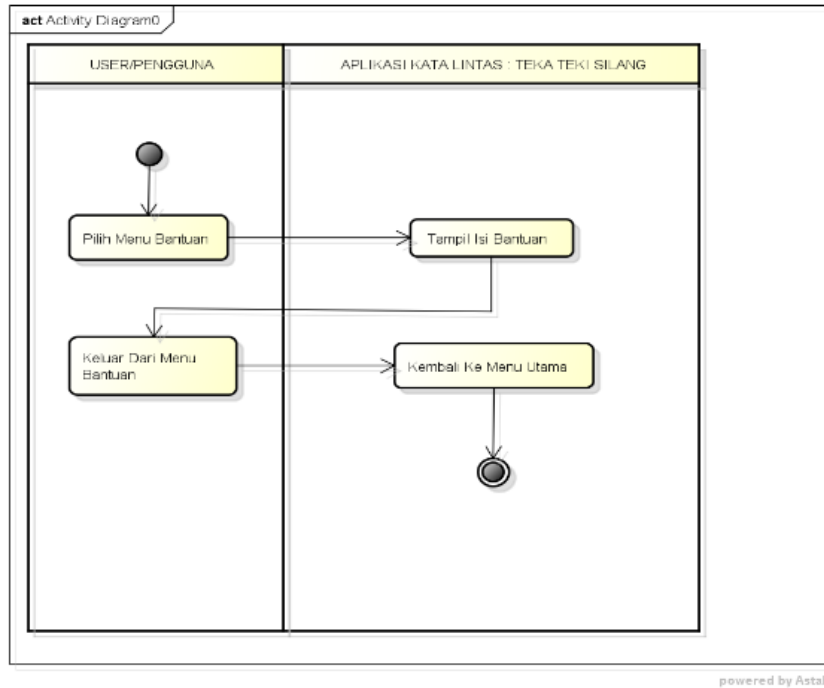 act Activity Diagram0
USER/PENGGUNA
APLIKASI KATA LINTAS : TEKA TEKI SILANG
Pilih Menu Bantuan
Tampil Isi Bantuan
Keluar Dari Menu
Bantuan
Kembali Ke Menu Utama
powered by